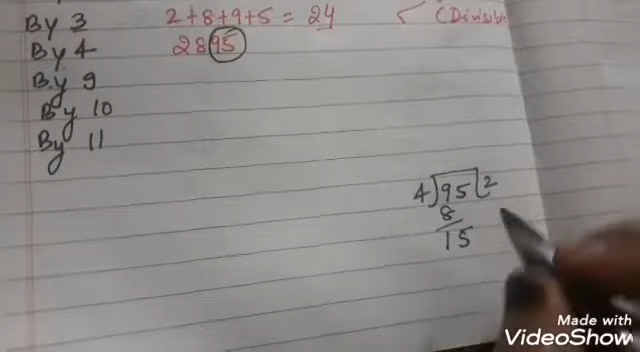 By 3 2+8+9+5 = 24 (Divisible
By 4 2895
By 9
By 10
By 11
4)95(2
8
15
Made with
VideoShow